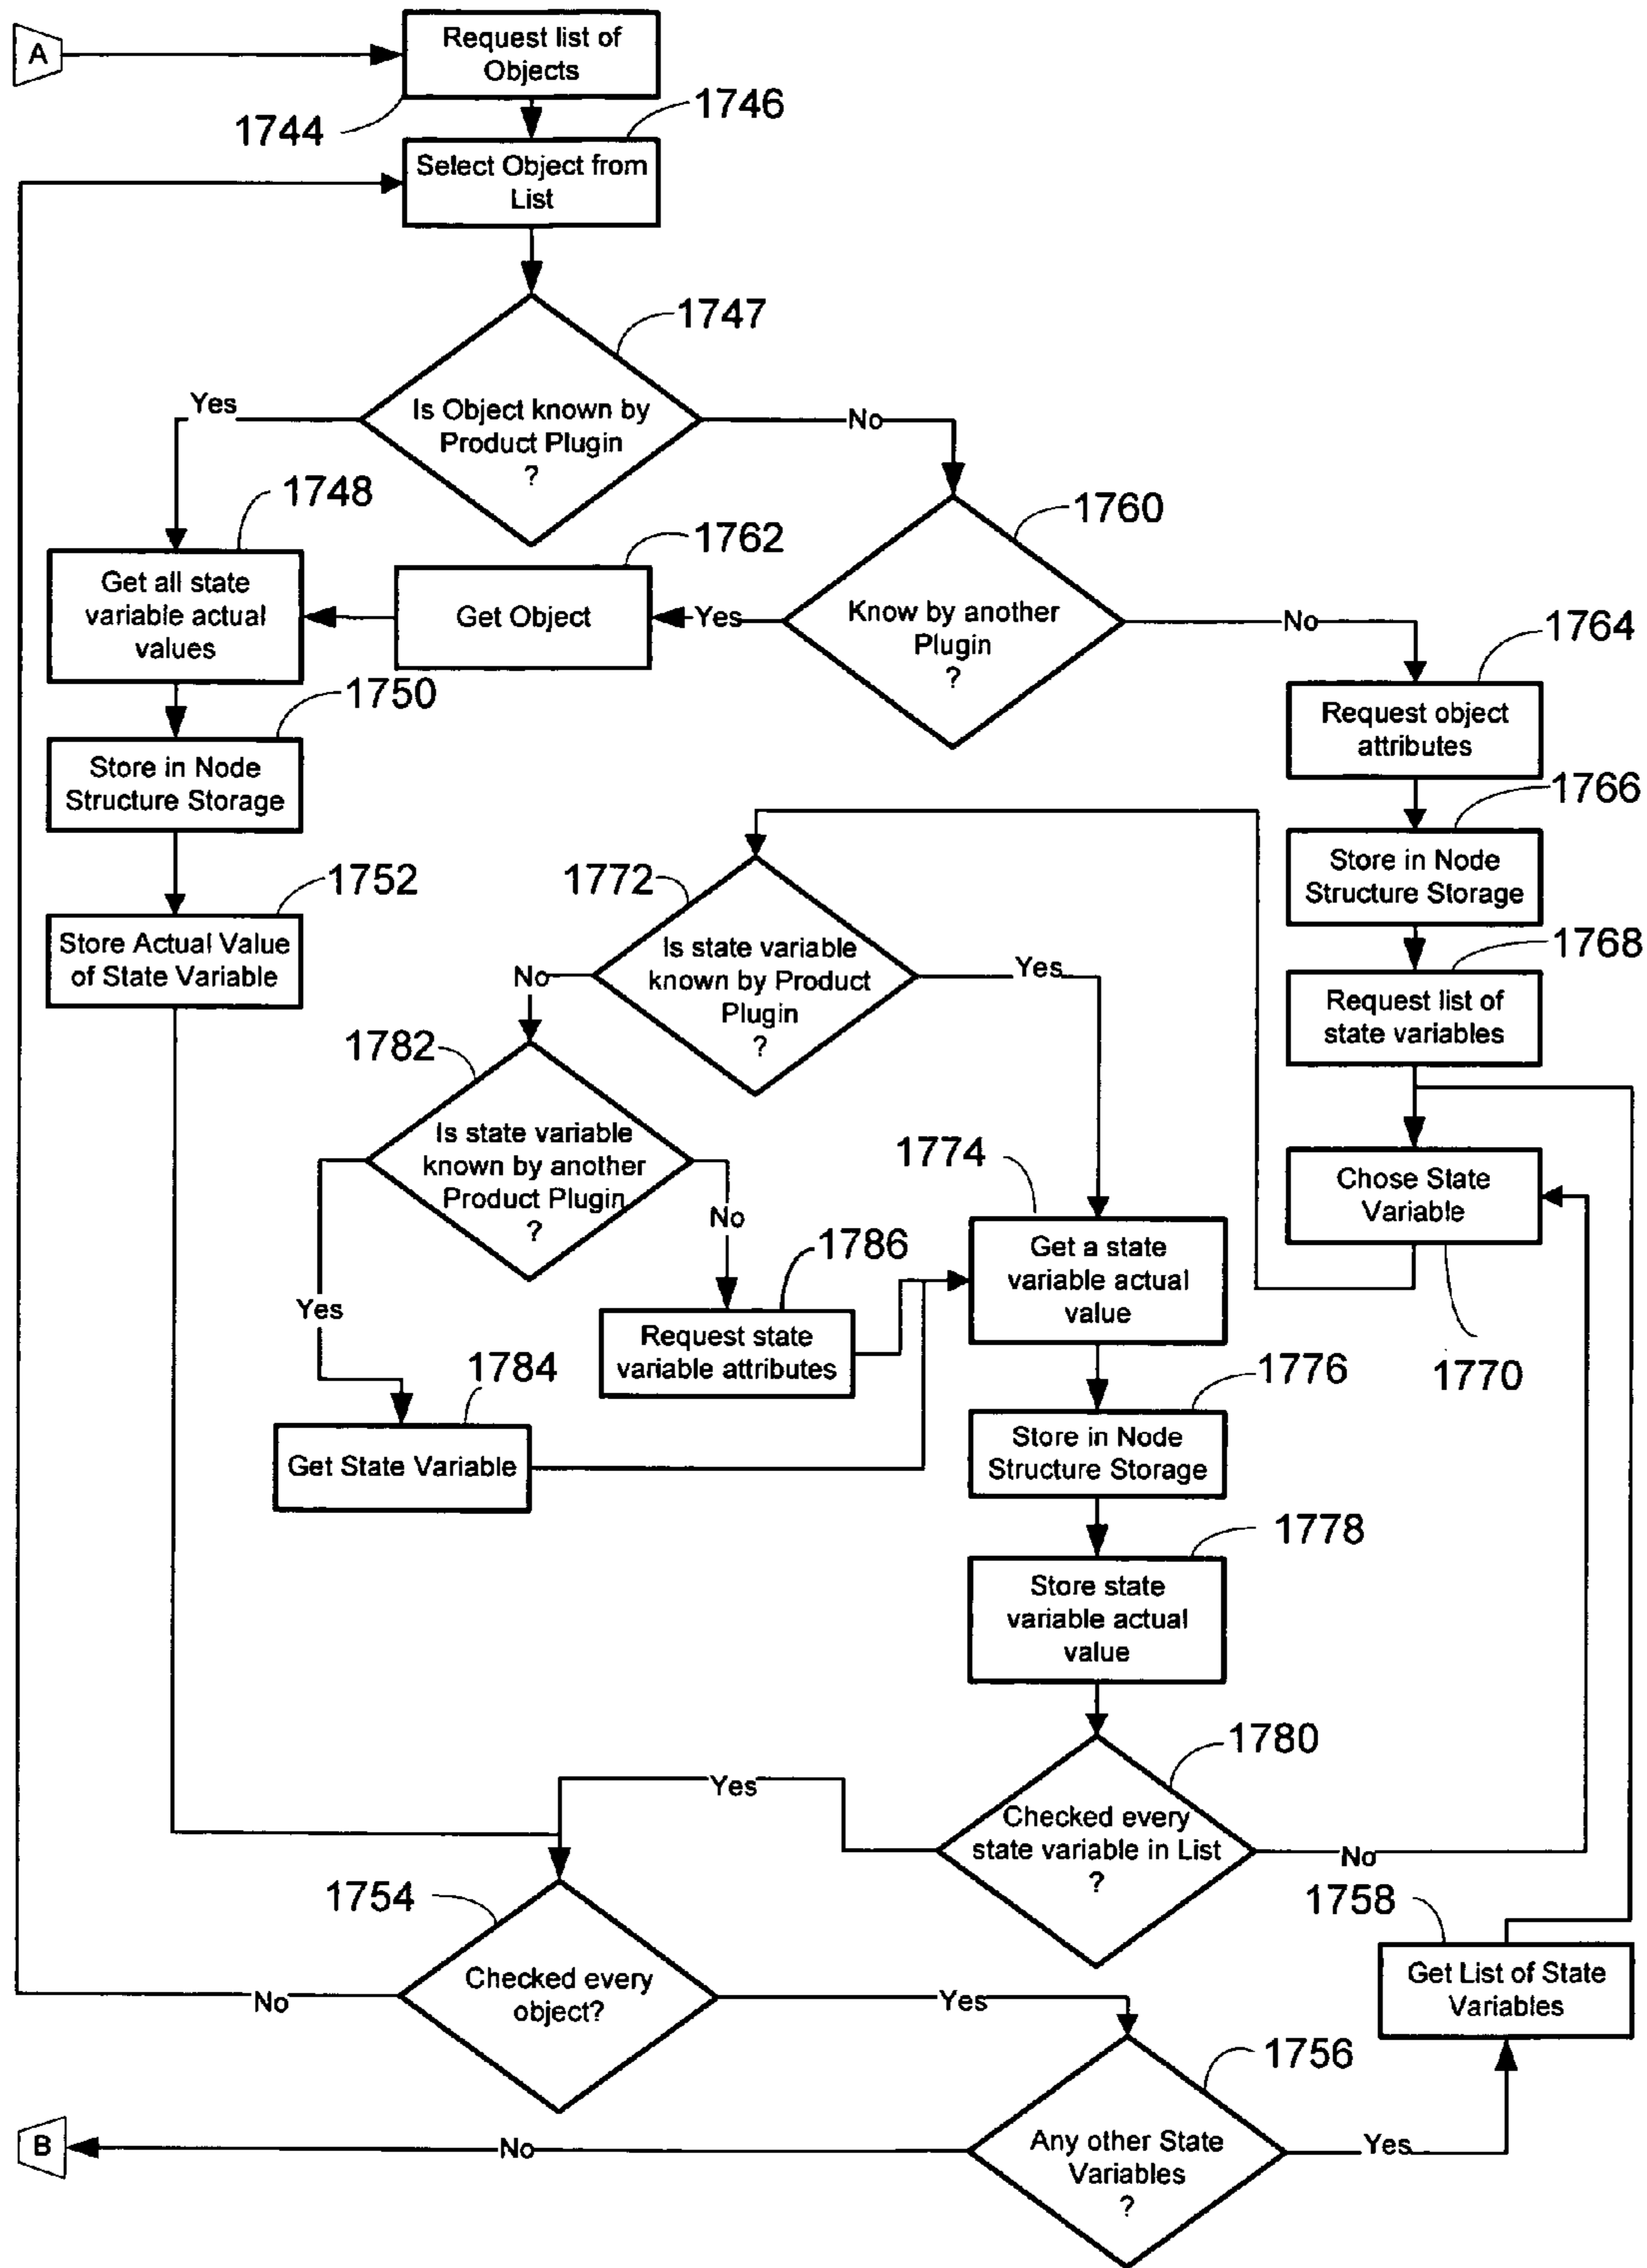 A
Request list of
Objects
1744
1746
Select Object from
List
1747
Is Object known by
Product Plugin
?
Yes
No
1748
Get all state
variable actual
values
1762
Get Object
Yes
1760
Know by another
Plugin
?
No
1764
Request object
attributes
1750
Store in Node
Structure Storage
1766
Store in Node
Structure Storage
1752
Store Actual Value
of State Variable
1772
Is state variable
known by Product
Plugin
?
No
Yes
1768
Request list of
state variables
1782
Is state variable
known by another
Product Plugin
?
Yes
No
1774
Get a state
variable actual
value
Chose State
Variable
1770
1786
Request state
variable attributes
1784
Get State Variable
1776
Store in Node
Structure Storage
1778
Store state
variable actual
value
1780
Checked every
state variable in List
?
Yes
No
1754
Checked every
object?
No
Yes
1758
Get List of State
Variables
1756
Any other State
Variables
?
Yes
No
B